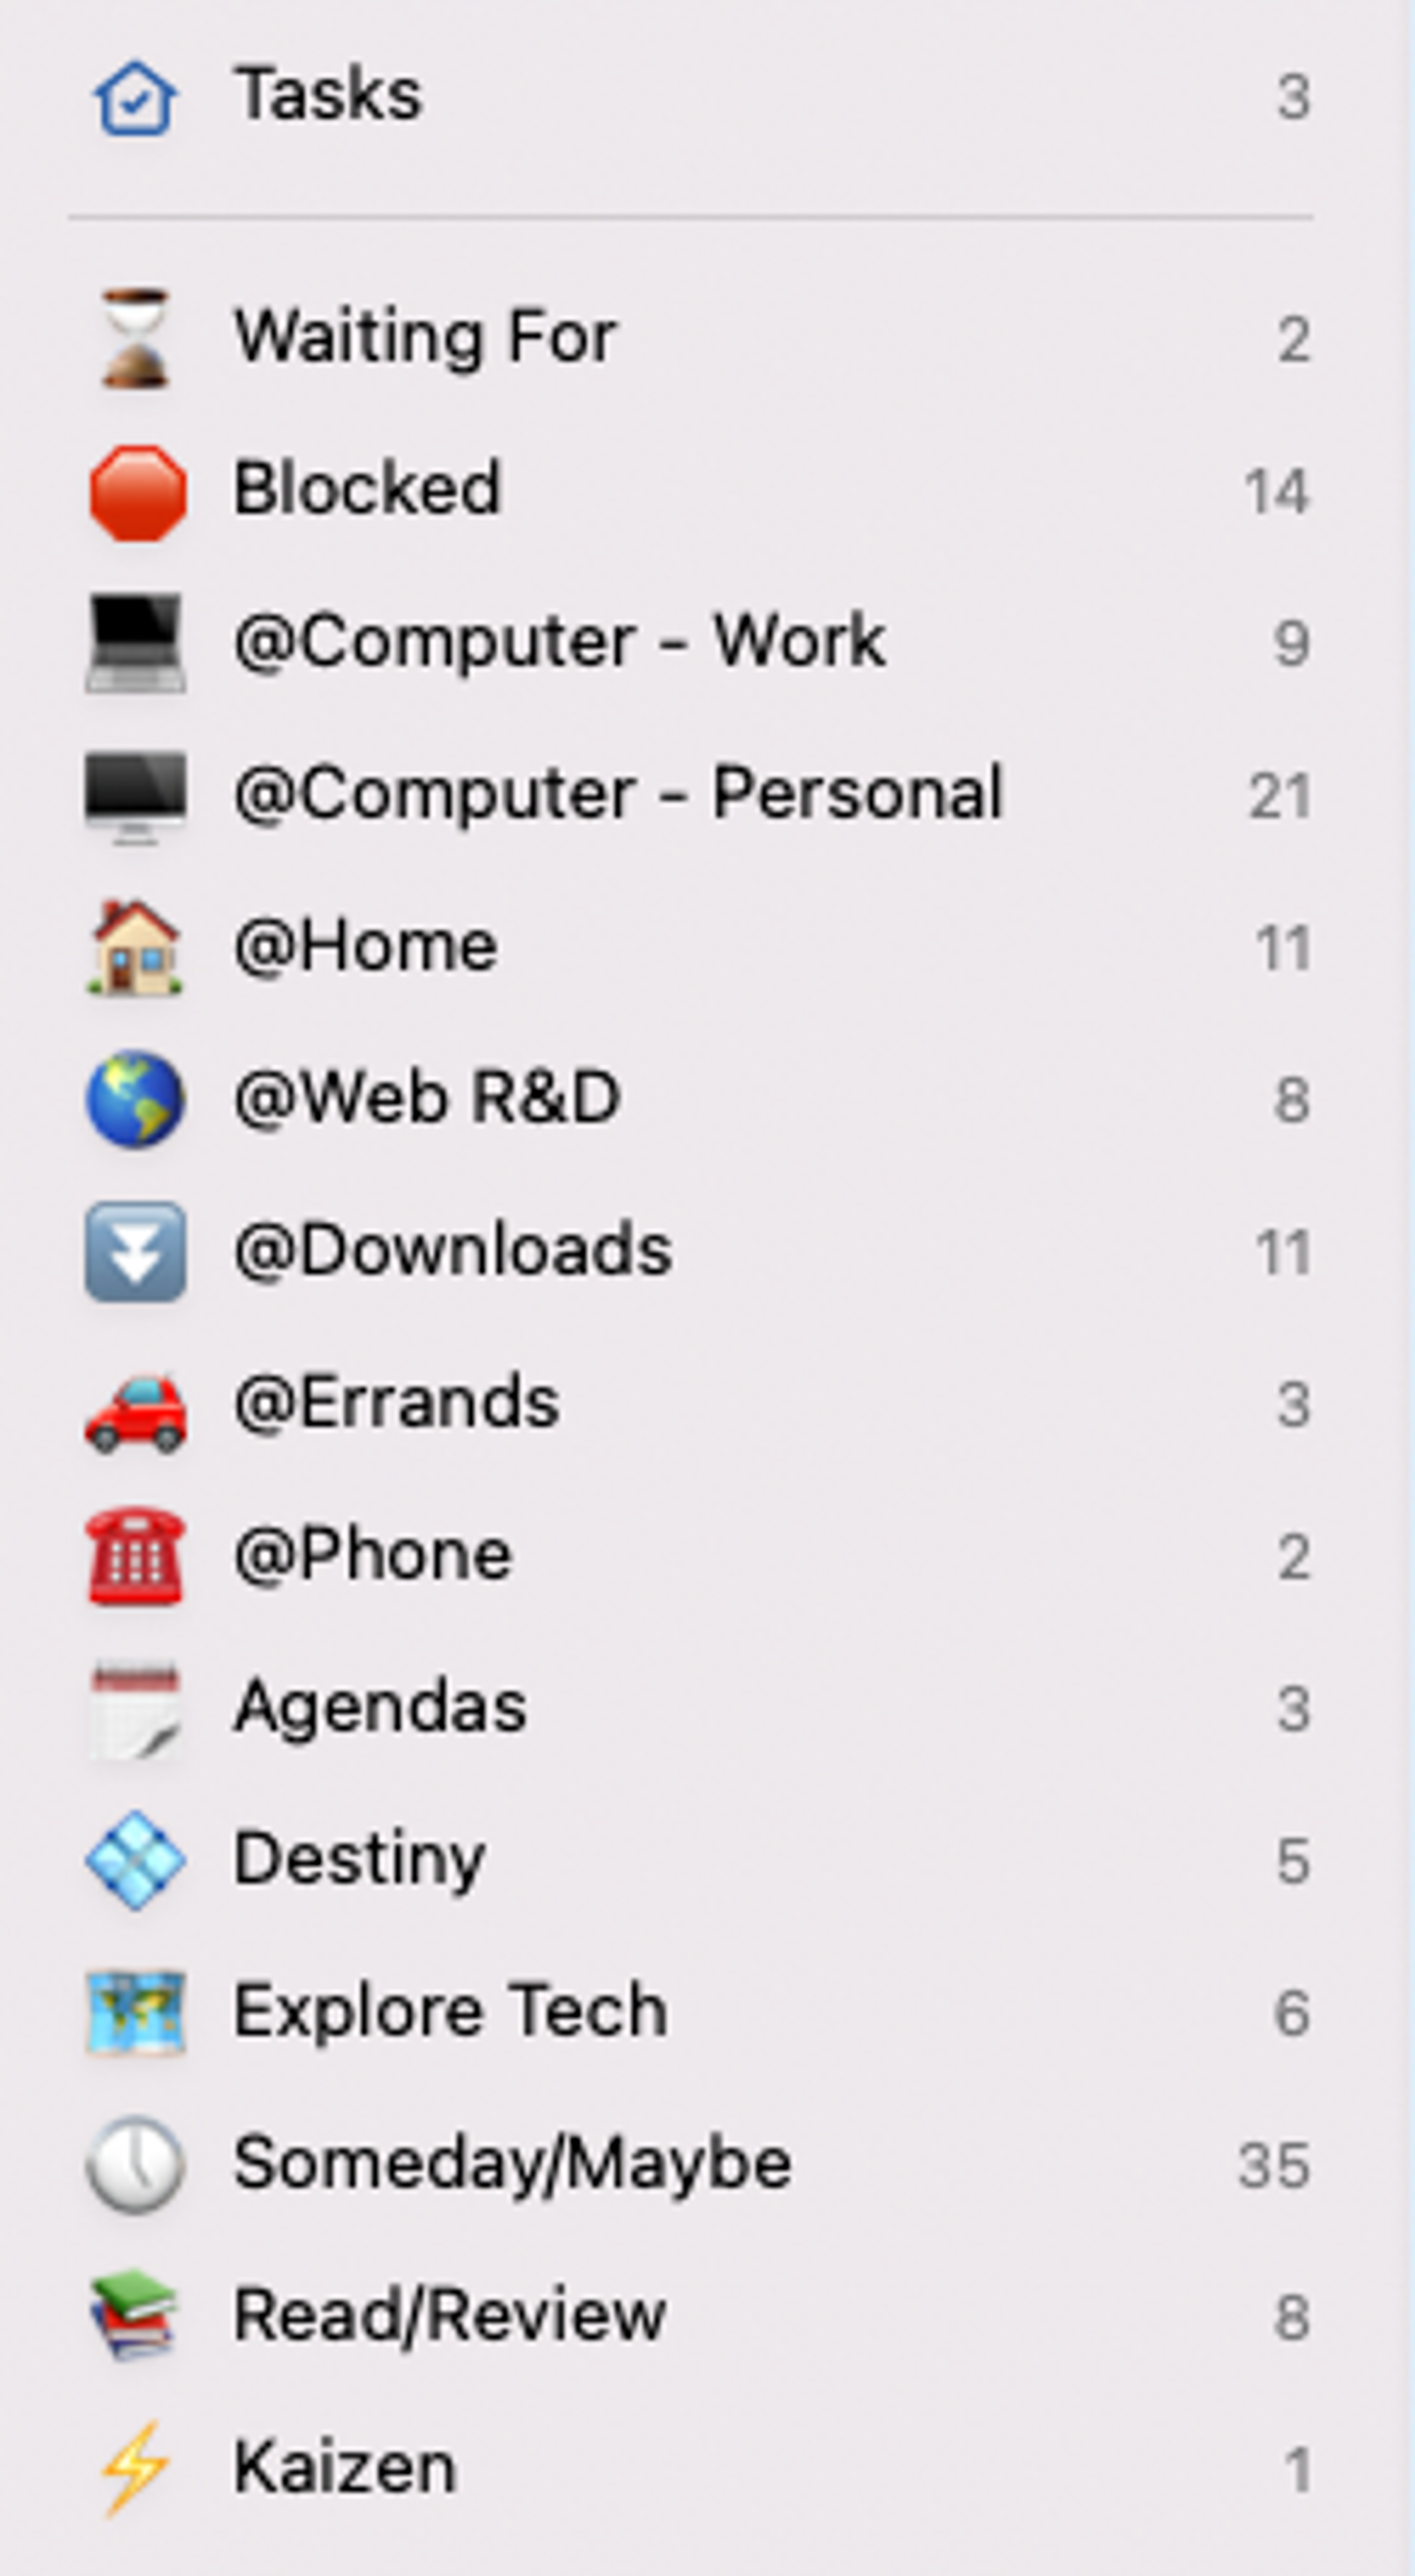 Tasks 3
Waiting For 2
Blocked 14
@Computer - Work 9
@Computer - Personal 21
@Home 11
@Web R&D 8
@Downloads 11
@Errands 3
@Phone 2
Agendas 3
Destiny 5
Explore Tech 6
Someday/Maybe 35
Read/Review 8
Kaizen 1